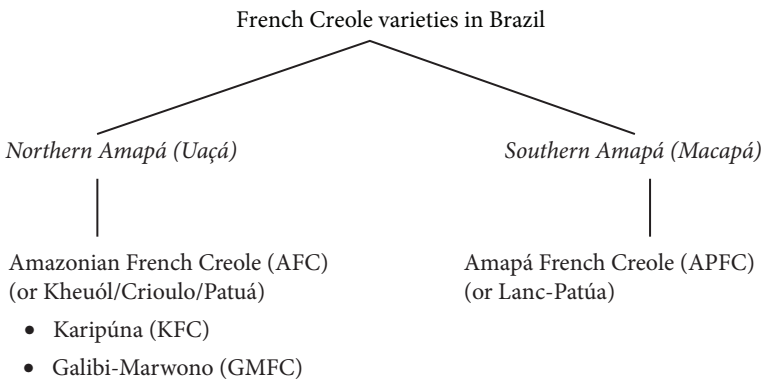 French Creole varieties in Brazil
Northern Amapá (Uaçá)
Southern Amapá (Macapá)
Amazonian French Creole (AFC)
(or Kheuól/Crioulo/Patuá)
• Karipúna (KFC)
• Galibi-Marwono (GMFC)
Amapá French Creole (APFC)
(or Lanc-Patúa)